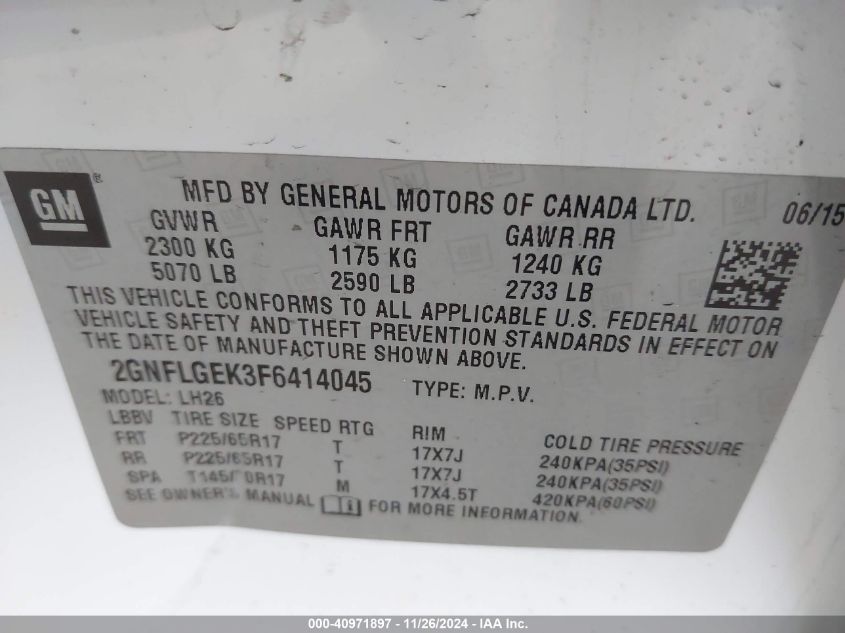 GM®
MFD BY GENERAL MOTORS OF CANADA LTD. 06/15
GVWR GAWR FRT GAWR RR
2300 KG 1175 KG 1240 KG
5070 LB 2590 LB 2733 LB
THIS VEHICLE CONFORMS TO ALL APPLICABLE U.S. FEDERAL MOTOR
VEHICLE SAFETY AND THEFT PREVENTION STANDARDS IN EFFECT ON
THE DATE OF MANUFACTURE SHOWN ABOVE.
2GNFLGEK3F6414045 TYPE: M.P.V.
MODEL: LH26
LBBV TIRE SIZE SPEED RTG RIM COLD TIRE PRESSURE
FRT P225/65R17 T 17X7J 240KPA(35PSI)
RR P225/65R17 T 17X7J 240KPA(35PSI)
SPA M 17X4.5T 420KPA(60PSI)
SEE OWNER'S MANUAL FOR MORE INFORMATION.
000-40971897 - 11/26/2024 - IAA Inc.